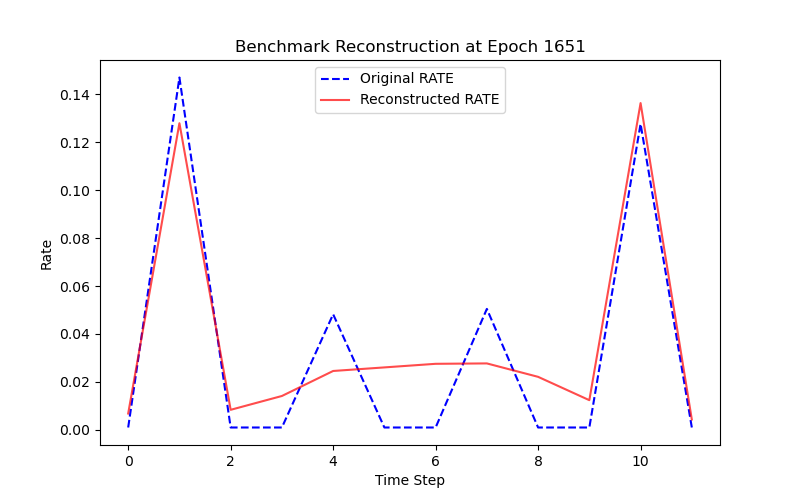 Benchmark Reconstruction at Epoch 1651
Original RATE
Reconstructed RATE
0.14
0.12
0.10
0.08
0.06
0.04
0.02
0.00
Rate
0 2 4 6 8 10
Time Step